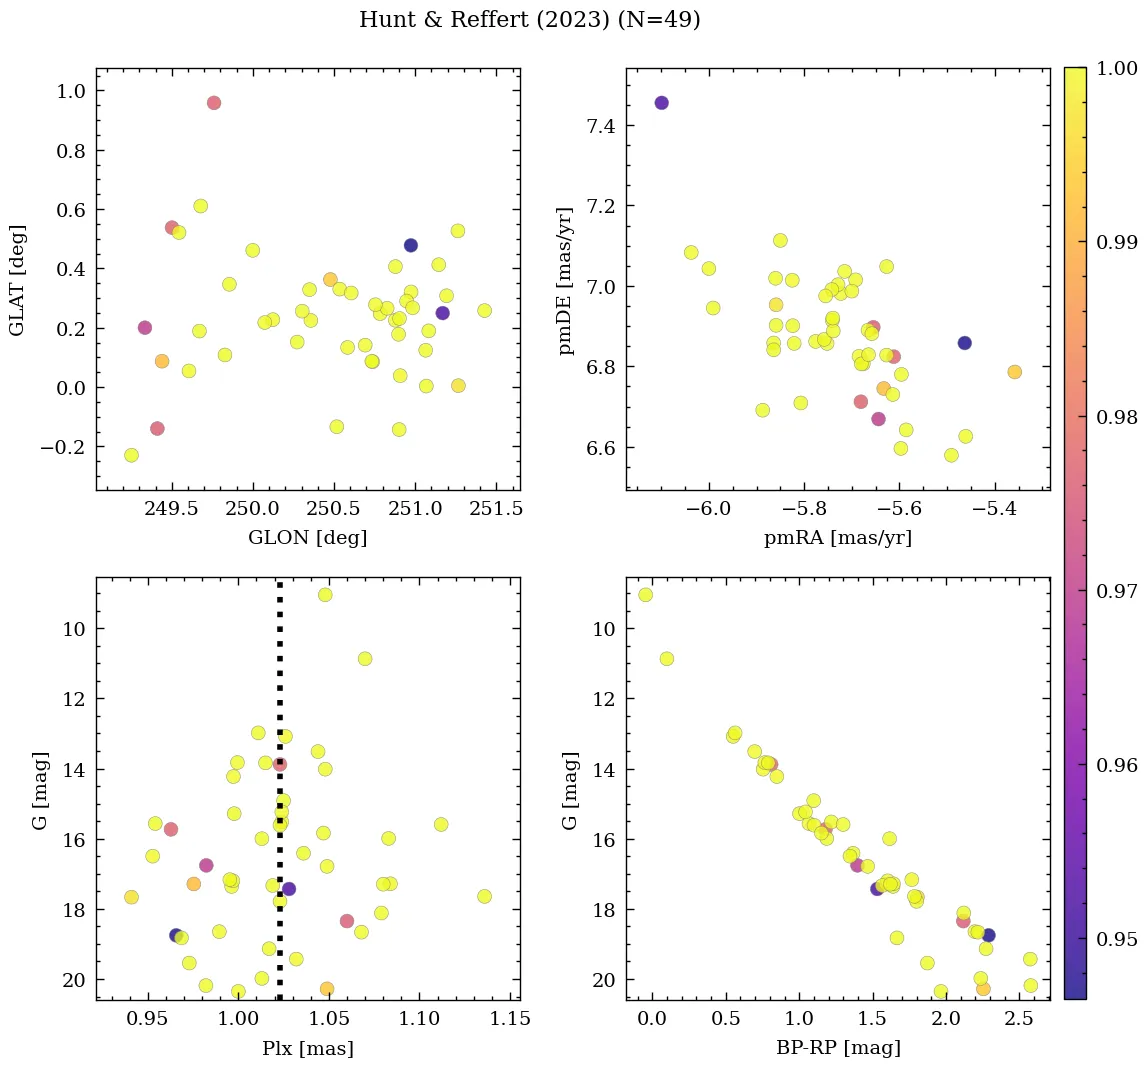 Hunt & Reffert (2023) (N=49)
1.0
0.8
0.6
0.4
0.2
0.0
−0.2
GLAT [deg]
249.5 250.0 250.5 251.0 251.5
GLON [deg]
7.4
7.2
7.0
6.8
6.6
pmDE [mas/yr]
−6.0 −5.8 −5.6 −5.4
pmRA [mas/yr]
10
12
14
16
18
20
G [mag]
0.95 1.00 1.05 1.10 1.15
Plx [mas]
10
12
14
16
18
20
G [mag]
0.0 0.5 1.0 1.5 2.0 2.5
BP-RP [mag]
1.00
0.99
0.98
0.97
0.96
0.95